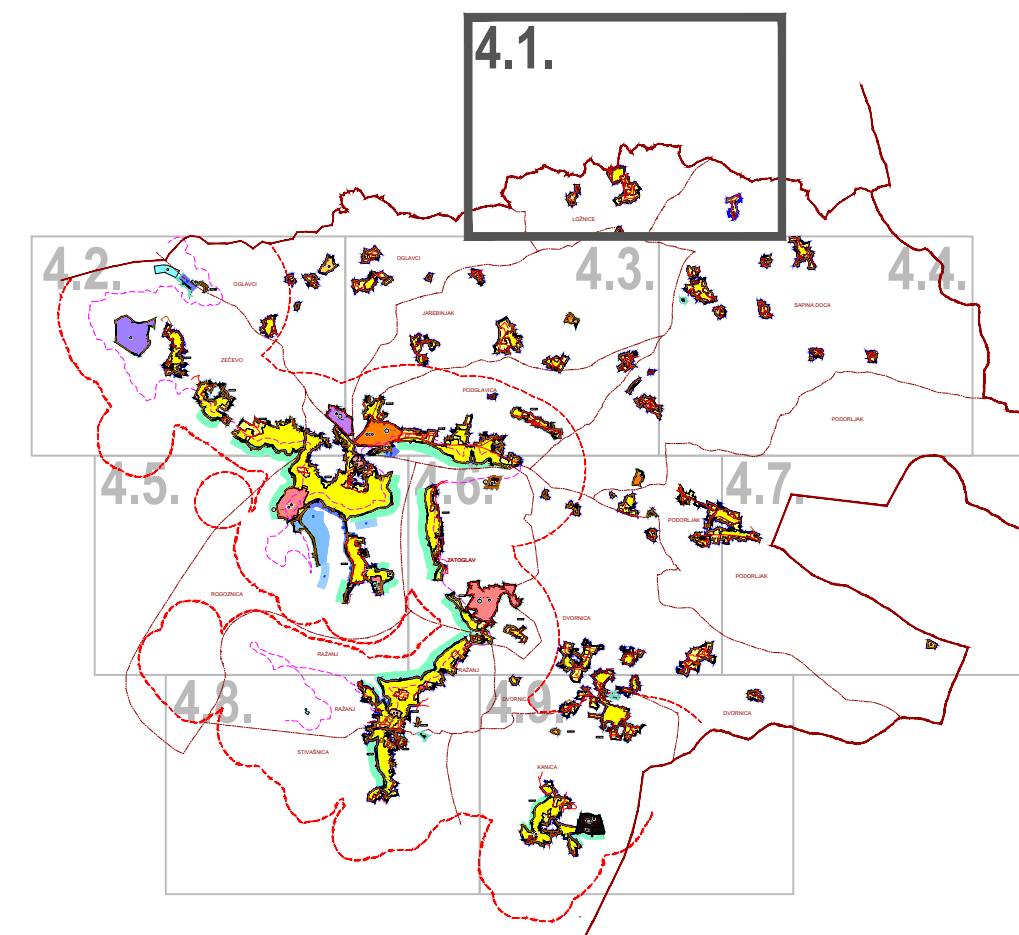 4.1.
LOŽNICE
4.2.
OGLAVCI
OGLAVCI
4.3.
4.4.
SAPINA DOCA
JAREBINJAK
ZEČEVO
PODGLAVICA
PODORLJAK
4.5.
4.6.
4.7.
PODORLJAK
ZATOGLAV
PODORLJAK
ROGOZNICA
DVORNICA
RAŽANJ
RAŽANJ
4.8.
RAŽANJ
4.9.
DVORNICA
DVORNICA
STIVAŠNICA
KANICA